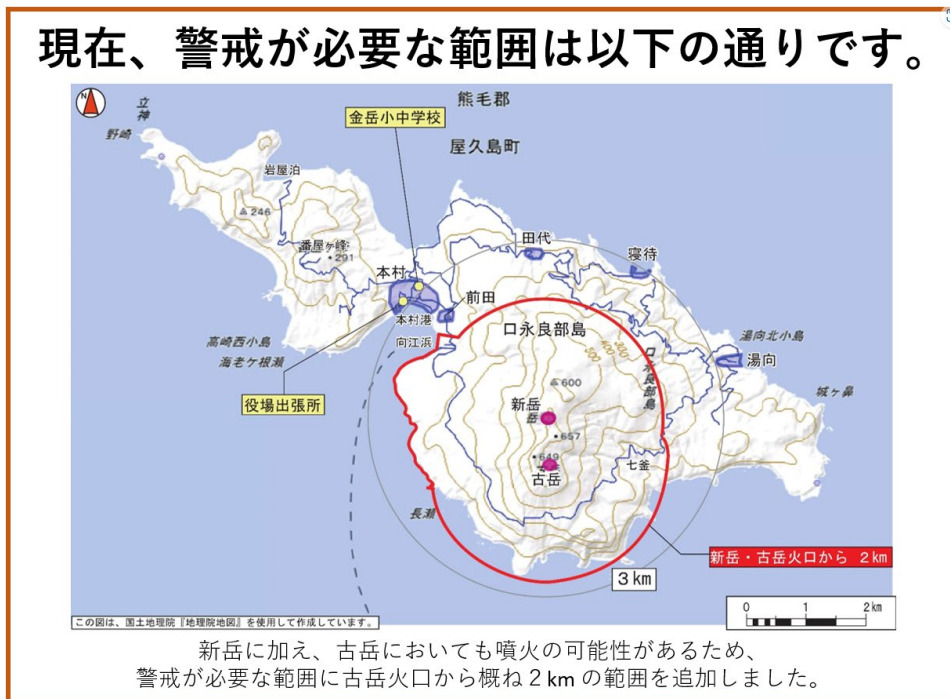 現在、警戒が必要な範囲は以下の通りです。
N
立神
野崎
熊毛郡
金岳小中学校
屋久島町
岩屋泊
246
番屋ヶ峰
291
田代
寝待
本村
前田
本村港
向江浜
口永良部島
湯向北小島
湯向
高崎西小島
海老ケ根瀬
500
400
300
口永良部島
600
城ヶ鼻
役場出張所
新岳
岳
657
649
七釜
古岳
長瀬
新岳・古岳火口から 2km
3km
0 1 2km
この図は、国土地理院『地理院地図』を使用して作成しています。
新岳に加え、古岳においても噴火の可能性があるため、
警戒が必要な範囲に古岳火口から概ね2kmの範囲を追加しました。